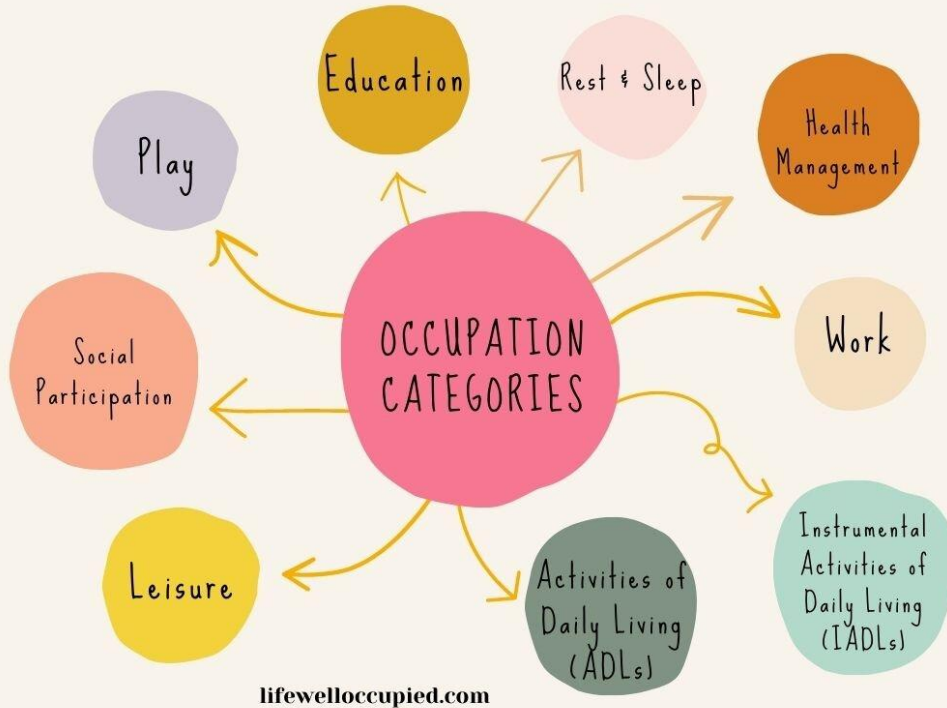 Education
Rest & Sleep
Health
Management
Play
OCCUPATION
CATEGORIES
Work
Social
Participation
Leisure
Activities of
Daily Living
(ADLs)
Instrumental
Activities of
Daily Living
(IADLs)
lifewelloccupied.com